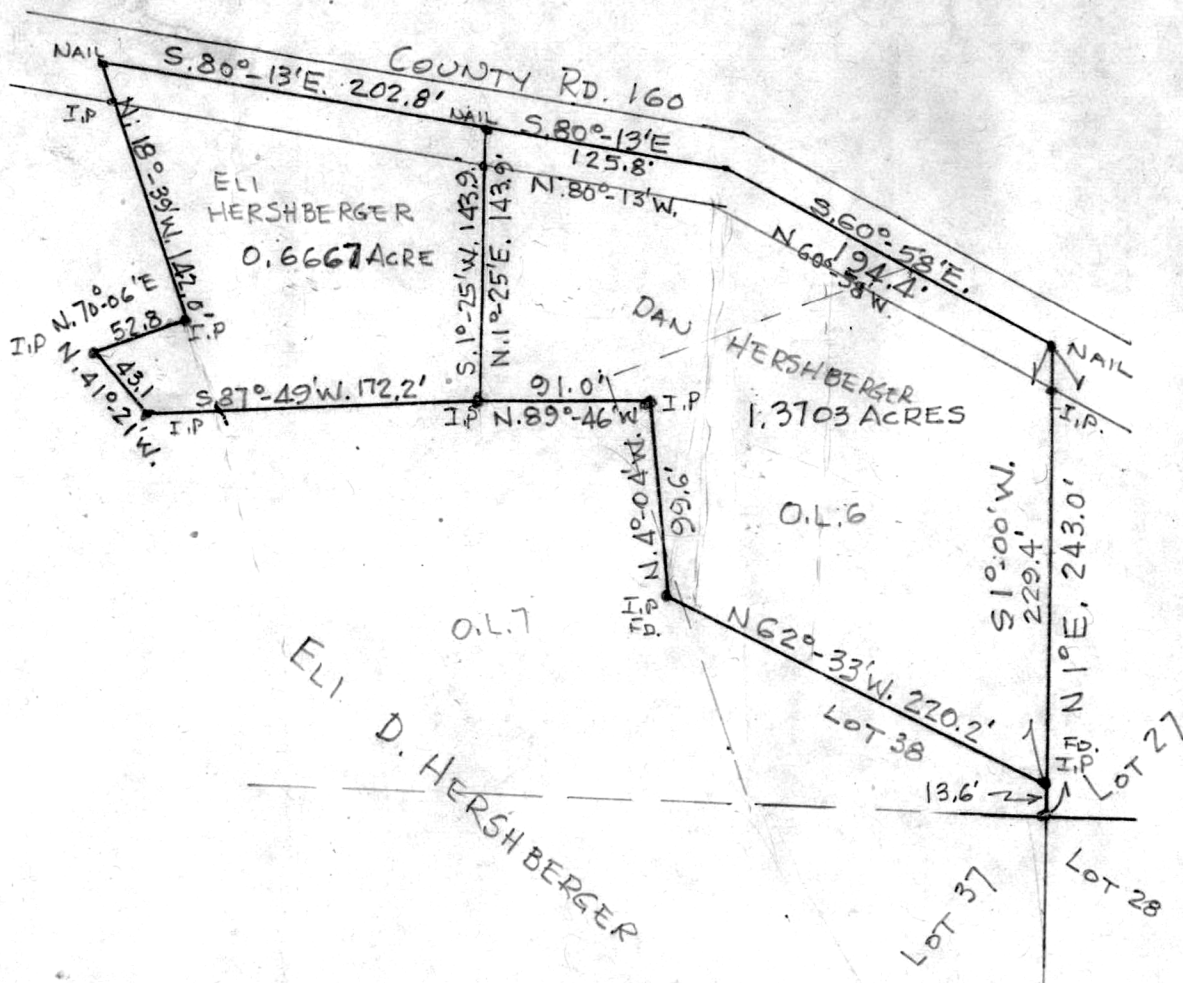 COUNTY RD. 160
NAIL
S.80°-13'E. 202.8'
NAIL
S.80°-13'E
125.8'
N.80°-13'W.
S.60°-58'E.
194.4'
N60°-58'W.
NAIL
I.P.
I.P
N.18°-39'W. 142.0'
ELI
HERSHBERGER
0.6667 ACRE
S.1°-25'W. 143.9'
N.1°-25'E. 143.9'
DAN
HERSHBERGER
1.3703 ACRES
N.70°-06'E
52.8
I.P
I.P
43.1
N.41°-21'W.
I.P
S.87°-49'W. 172.2'
I.P
91.0'
N.89°-46'W
I.P
N.4°-04'W.
99.6'
I.P
FD.
O.L.6
O.L.7
S1°-00'W.
229.4'
N1°E. 243.0'
N62°-33'W. 220.2'
LOT 38
FD.
I.P
13.6'
LOT 27
LOT 28
LOT 37
ELI D. HERSHBERGER